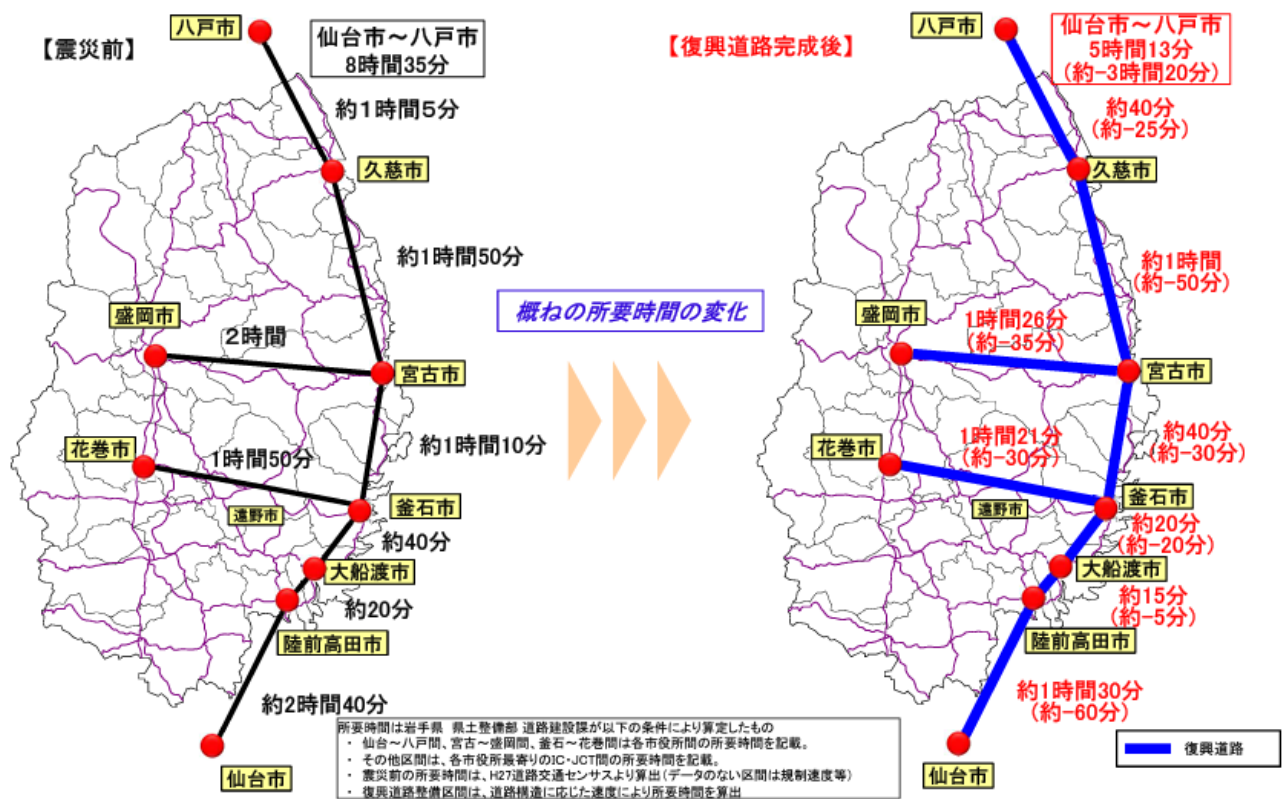 【震災前】
八戸市
仙台市～八戸市
8時間35分
約1時間5分
久慈市
約1時間50分
盛岡市
2時間
宮古市
花巻市
1時間50分
約1時間10分
遠野市
釜石市
約40分
大船渡市
約20分
陸前高田市
約2時間40分
仙台市
概ねの所要時間の変化
【復興道路完成後】
八戸市
仙台市～八戸市
5時間13分
(約-3時間20分)
約40分
(約-25分)
久慈市
約1時間
(約-50分)
盛岡市
1時間26分
(約-35分)
宮古市
花巻市
1時間21分
(約-30分)
約40分
(約-30分)
遠野市
釜石市
約20分
(約-20分)
大船渡市
約15分
(約-5分)
陸前高田市
約1時間30分
(約-60分)
仙台市
復興道路
所要時間は岩手県 県土整備部 道路建設課が以下の条件により算定したもの
・ 仙台～八戸間、宮古～盛岡間、釜石～花巻間は各市役所間の所要時間を記載。
・ その他区間は、各市役所最寄りのIC・JCT間の所要時間を記載。
・ 震災前の所要時間は、H27道路交通センサスより算出(データのない区間は規制速度等)
・ 復興道路整備区間は、道路構造に応じた速度により所要時間を算出